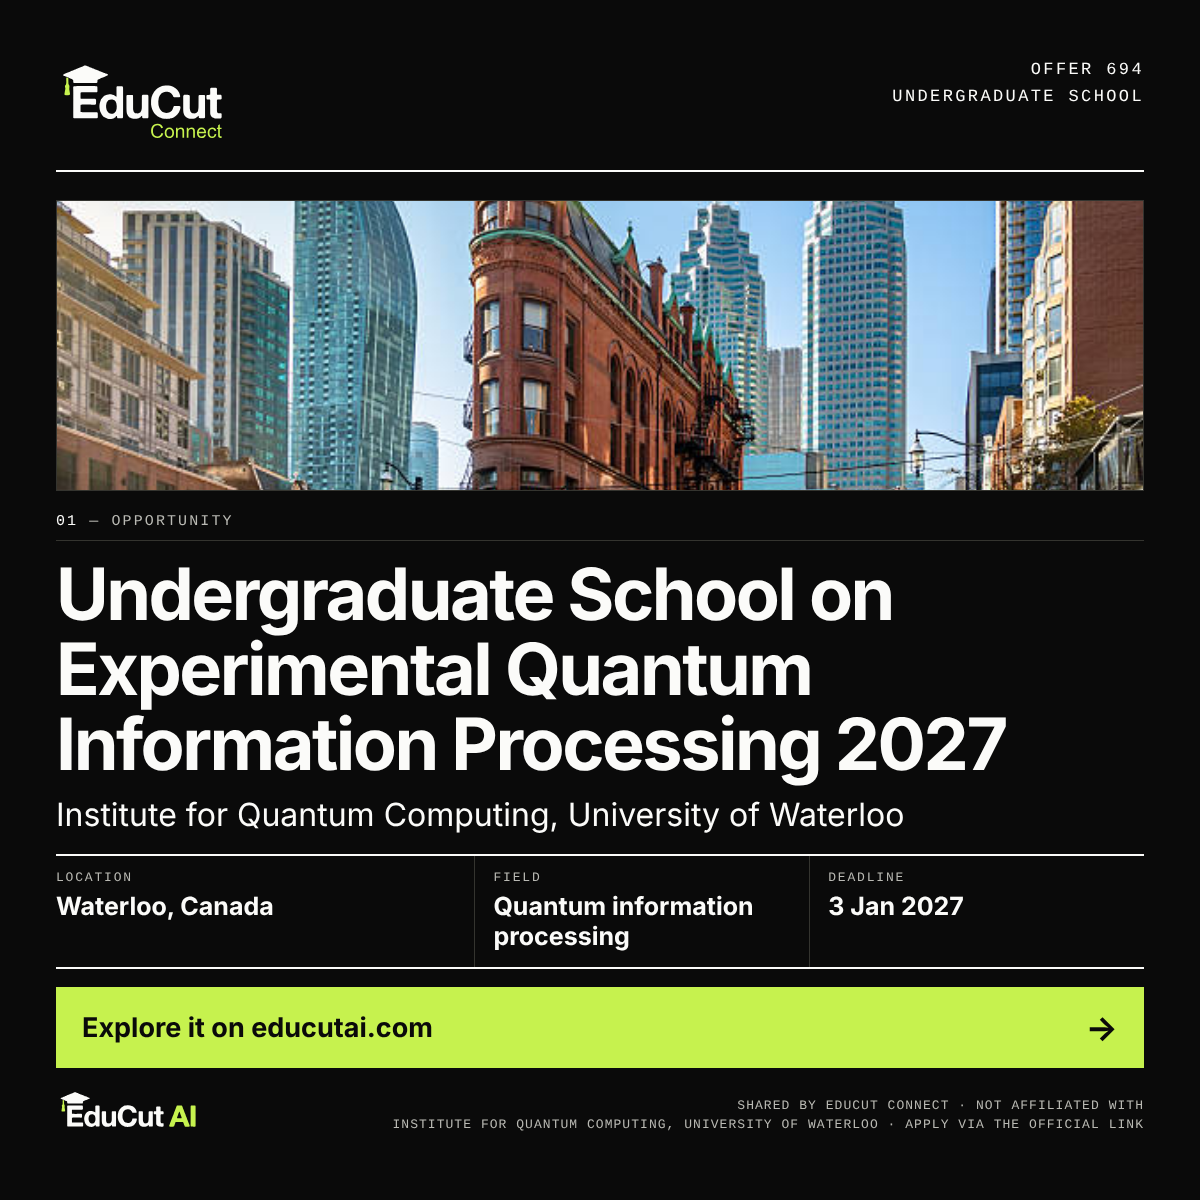 EduCut
Connect
OFFER 694
UNDERGRADUATE SCHOOL
01 — OPPORTUNITY
Undergraduate School on
Experimental Quantum
Information Processing 2027
Institute for Quantum Computing, University of Waterloo
LOCATION
Waterloo, Canada
FIELD
Quantum information
processing
DEADLINE
3 Jan 2027
Explore it on educutai.com →
EduCut AI
SHARED BY EDUCUT CONNECT · NOT AFFILIATED WITH
INSTITUTE FOR QUANTUM COMPUTING, UNIVERSITY OF WATERLOO · APPLY VIA THE OFFICIAL LINK